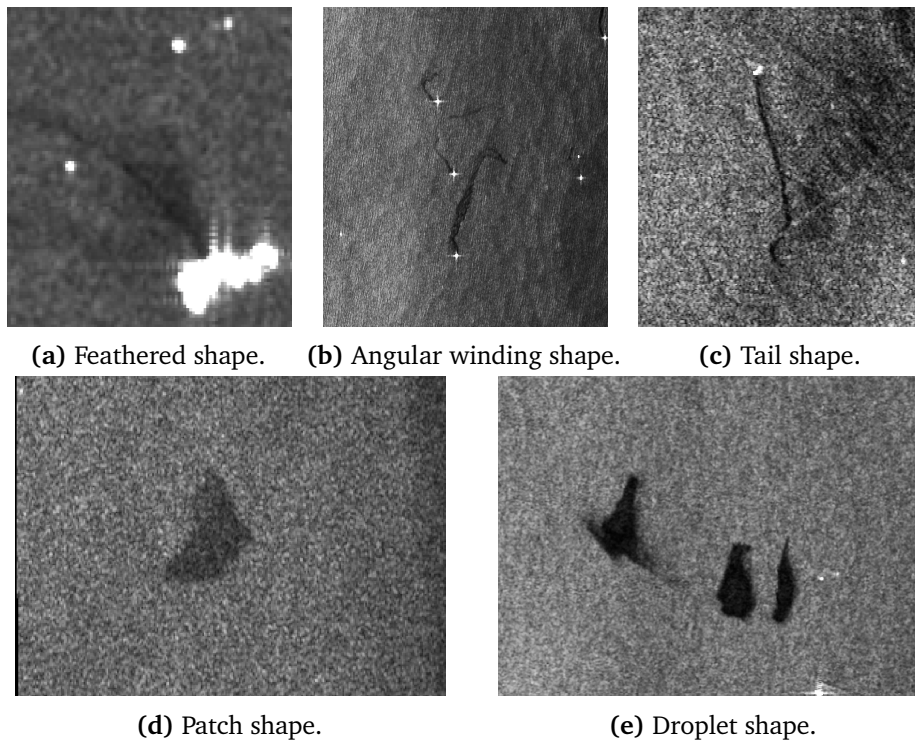 (a) Feathered shape. (b) Angular winding shape. (c) Tail shape.
(d) Patch shape. (e) Droplet shape.